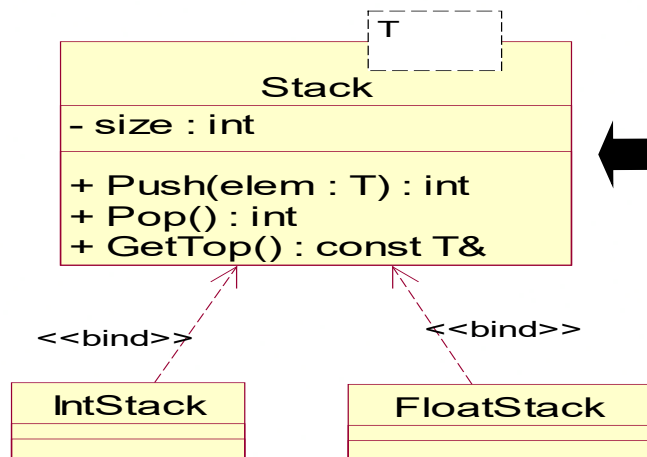 T
Stack
- size : int
+ Push(elem : T) : int
+ Pop() : int
+ GetTop() : const T&
<<bind>>
<<bind>>
IntStack
FloatStack